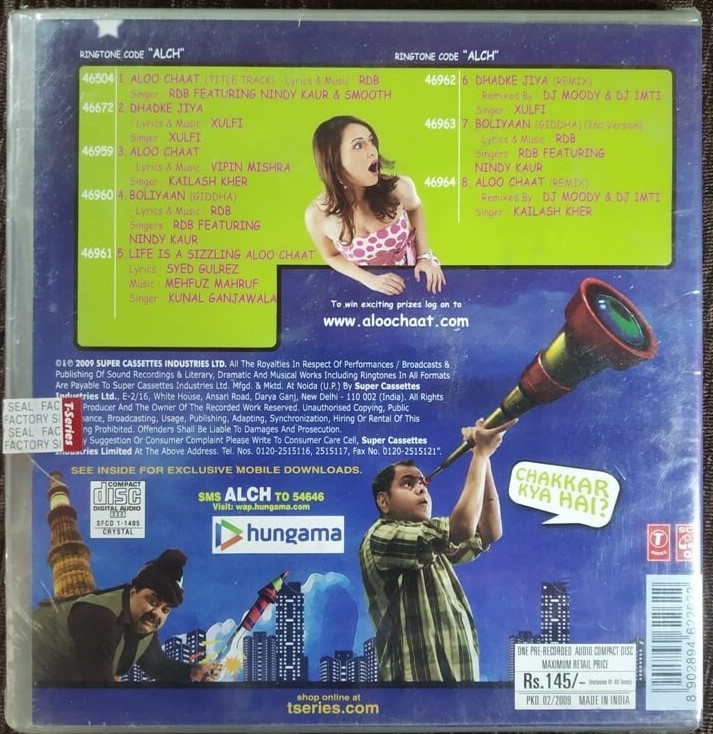 RINGTONE CODE "ALCH"
46504 1. ALOO CHAAT (TITLE TRACK) - Lyrics & Music : RDB
Singer : RDB FEATURING NINDY KAUR & SMOOTH
46672 2. DHADKE JIYA
- Lyrics & Music : XULFI
Singer : XULFI
46959 3. ALOO CHAAT
- Lyrics & Music : VIPIN MISHRA
Singer : KAILASH KHER
46960 4. BOLIYAAN (GIDDHA)
- Lyrics & Music : RDB
Singers : RDB FEATURING
NINDY KAUR
46961 5. LIFE IS A SIZZLING ALOO CHAAT
Lyrics : SYED GULREZ
Music : MEHFUZ MAHRUF
Singer : KUNAL GANJAWALA
RINGTONE CODE "ALCH"
46962 6. DHADKE JIYA (REMIX)
Remixed By : DJ MOODY & DJ IMTI
Singer : XULFI
46963 7. BOLIYAAN (GIDDHA) (2nd Version)
- Lyrics & Music : RDB
Singers : RDB FEATURING
NINDY KAUR
46964 8. ALOO CHAAT (REMIX)
Remixed By : DJ MOODY & DJ IMTI
Singer : KAILASH KHER
To win exciting prizes log on to
www.aloochaat.com
©&℗ 2009 SUPER CASSETTES INDUSTRIES LTD. All The Royalties In Respect Of Performances / Broadcasts &
Publishing Of Sound Recordings & Literary, Dramatic And Musical Works Including Ringtones In All Formats
Are Payable To Super Cassettes Industries Ltd. Mfgd. & Mktd. At Noida (U.P.) By Super Cassettes
Industries Ltd., E-2/16, White House, Ansari Road, Darya Ganj, New Delhi - 110 002 (India). All Rights
Producer And The Owner Of The Recorded Work Reserved. Unauthorised Copying, Public
Broadcasting, Usage, Publishing, Adapting, Synchronization, Hiring Or Rental Of This
Prohibited. Offenders Shall Be Liable To Damages And Prosecution.
Suggestion Or Consumer Complaint Please Write To Consumer Care Cell, Super Cassettes
Industries Limited At The Above Address. Tel. Nos. 0120-2515116, 2515117, Fax No. 0120-2515121".
SEAL FAC
FACTORY S
SEAL FAC
FACTORY S
T-Series
SEE INSIDE FOR EXCLUSIVE MOBILE DOWNLOADS.
COMPACT
disc
DIGITAL AUDIO
SFCD 1-1405
CRYSTAL
SMS ALCH TO 54646
Visit: wap.hungama.com
hungama
CHAKKAR
KYA HAI?
T
SERIES
ONE PRE-RECORDED AUDIO COMPACT DISC
MAXIMUM RETAIL PRICE
Rs.145/- (Inclusive Of All Taxes)
PKD. 02/2009 MADE IN INDIA
shop online at
tseries.com